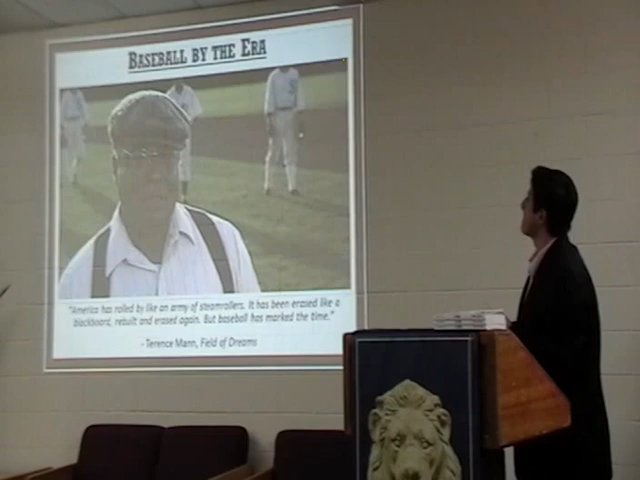 BASEBALL BY THE ERA
"America has rolled by like an army of steamrollers. It has been erased like a
blackboard, rebuilt and erased again. But baseball has marked the time."
- Terence Mann, Field of Dreams